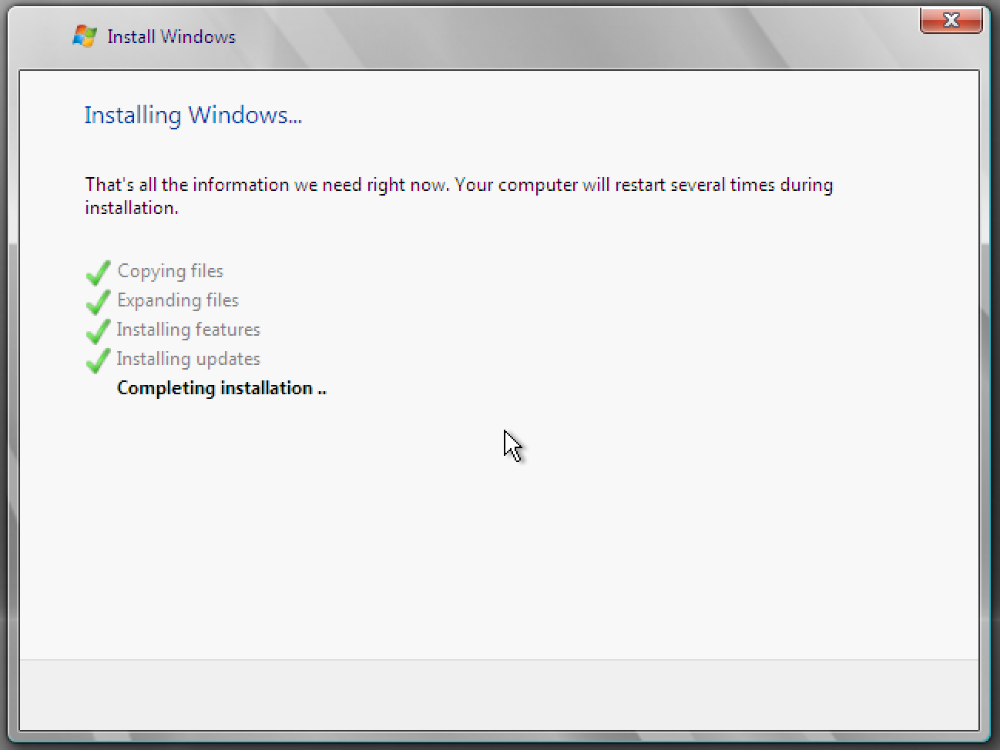 Install Windows
Installing Windows...
That's all the information we need right now. Your computer will restart several times during
installation.
Copying files
Expanding files
Installing features
Installing updates
Completing installation ..